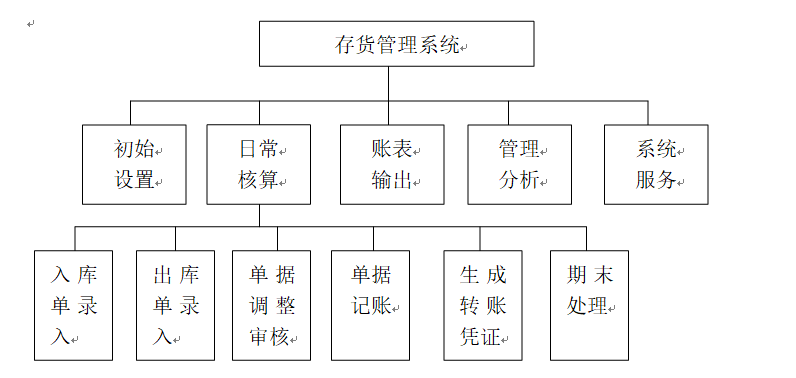 存货管理系统
初始
设置
日常
核算
账表
输出
管理
分析
系统
服务
入库
单录
入
出库
单录
入
单据
调整
审核
单据
记账
生成
转账
凭证
期末
处理